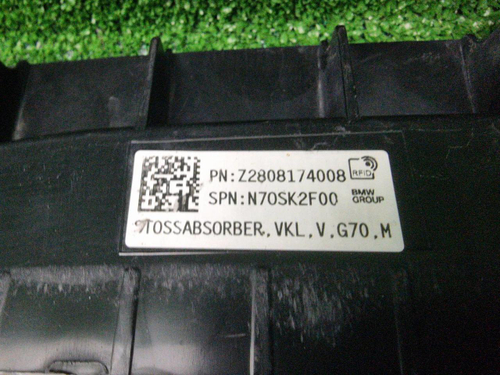 PN:Z2808174008 RFiD
SPN:N70SK2F00 BMW GROUP
STOSSABSORBER,VKL,V,G70,M